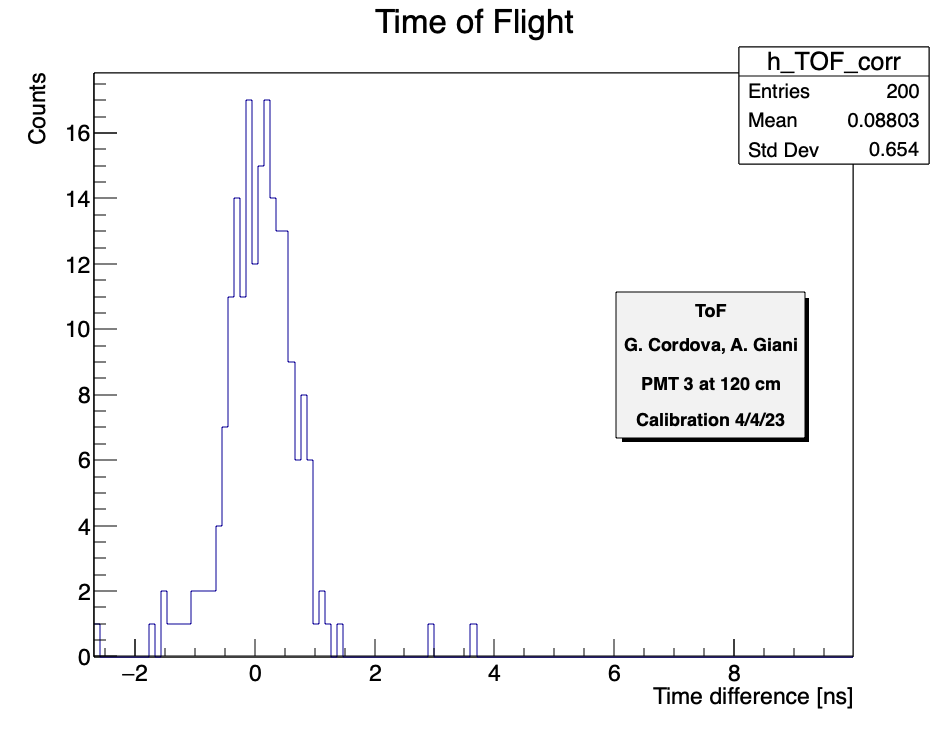 Time of Flight
h_TOF_corr
Entries 200
Mean 0.08803
Std Dev 0.654
Counts
16
14
12
10
8
6
4
2
0
ToF
G. Cordova, A. Giani
PMT 3 at 120 cm
Calibration 4/4/23
−2 0 2 4 6 8
Time difference [ns]